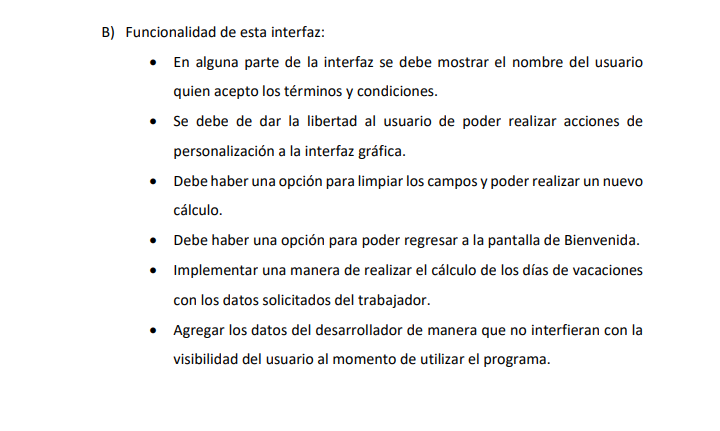 B) Funcionalidad de esta interfaz:
• En alguna parte de la interfaz se debe mostrar el nombre del usuario
quien acepto los términos y condiciones.
• Se debe de dar la libertad al usuario de poder realizar acciones de
personalización a la interfaz gráfica.
• Debe haber una opción para limpiar los campos y poder realizar un nuevo
cálculo.
• Debe haber una opción para poder regresar a la pantalla de Bienvenida.
• Implementar una manera de realizar el cálculo de los días de vacaciones
con los datos solicitados del trabajador.
• Agregar los datos del desarrollador de manera que no interfieran con la
visibilidad del usuario al momento de utilizar el programa.